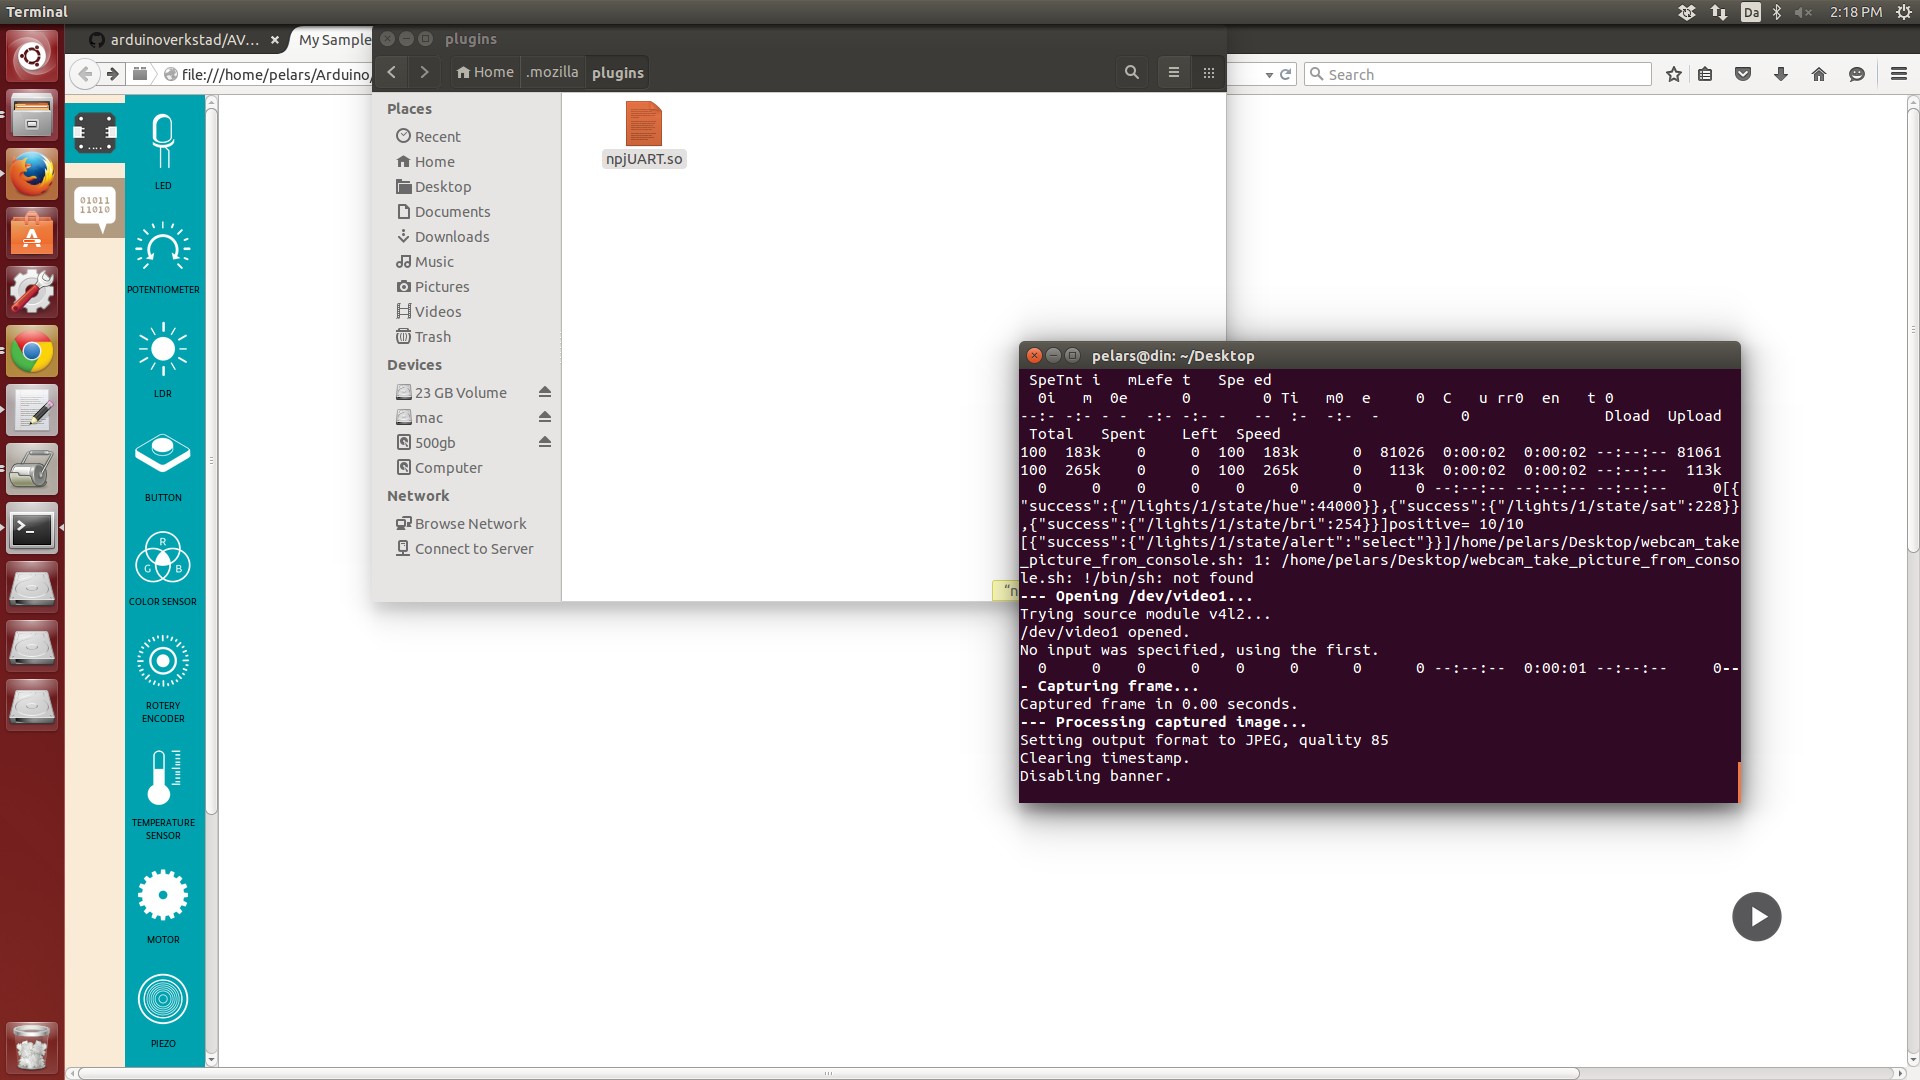 Terminal
Da
2:18 PM
arduinoverkstad/AV...
My Sample
file:///home/pelars/Arduino/
Search
plugins
Home
.mozilla
plugins
Places
Recent
Home
Desktop
Documents
Downloads
Music
Pictures
Videos
Trash
Devices
23 GB Volume
mac
500gb
Computer
Network
Browse Network
Connect to Server
npjUART.so
“n
01011
11010
LED
POTENTIOMETER
LDR
BUTTON
R
G B
COLOR SENSOR
ROTERY
ENCODER
TEMPERATURE
SENSOR
MOTOR
PIEZO
pelars@din: ~/Desktop
SpeTnt i   mLefe t   Spe ed
0i   m  0e      0        0 Ti   m0  e     0  C   u rr0  en   t 0
--:- -:- - -  -:- -:- -   --  :-  -:-  -         0               Dload  Upload
Total   Spent    Left  Speed
100  183k    0     0  100  183k      0  81026  0:00:02  0:00:02 --:--:-- 81061
100  265k    0     0  100  265k      0   113k  0:00:02  0:00:02 --:--:--  113k
0     0    0     0    0     0      0      0 --:--:-- --:--:-- --:--:--     0[{
"success":{"/lights/1/state/hue":44000}},{"success":{"/lights/1/state/sat":228}}
,{"success":{"/lights/1/state/bri":254}}]positive= 10/10
[{"success":{"/lights/1/state/alert":"select"}}]/home/pelars/Desktop/webcam_take
_picture_from_console.sh: 1: /home/pelars/Desktop/webcam_take_picture_from_conso
le.sh: !/bin/sh: not found
--- Opening /dev/video1...
Trying source module v4l2...
/dev/video1 opened.
No input was specified, using the first.
0     0    0     0    0     0      0      0 --:--:--  0:00:01 --:--:--     0--
- Capturing frame...
Captured frame in 0.00 seconds.
--- Processing captured image...
Setting output format to JPEG, quality 85
Clearing timestamp.
Disabling banner.